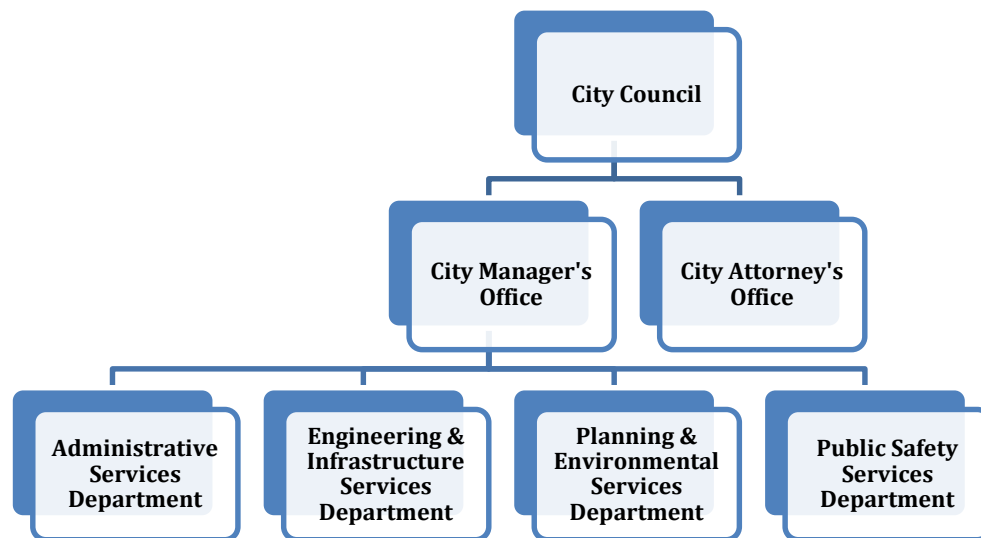 City Council
City Manager's
Office
City Attorney's
Office
Administrative
Services
Department
Engineering &
Infrastructure
Services
Department
Planning &
Environmental
Services
Department
Public Safety
Services
Department